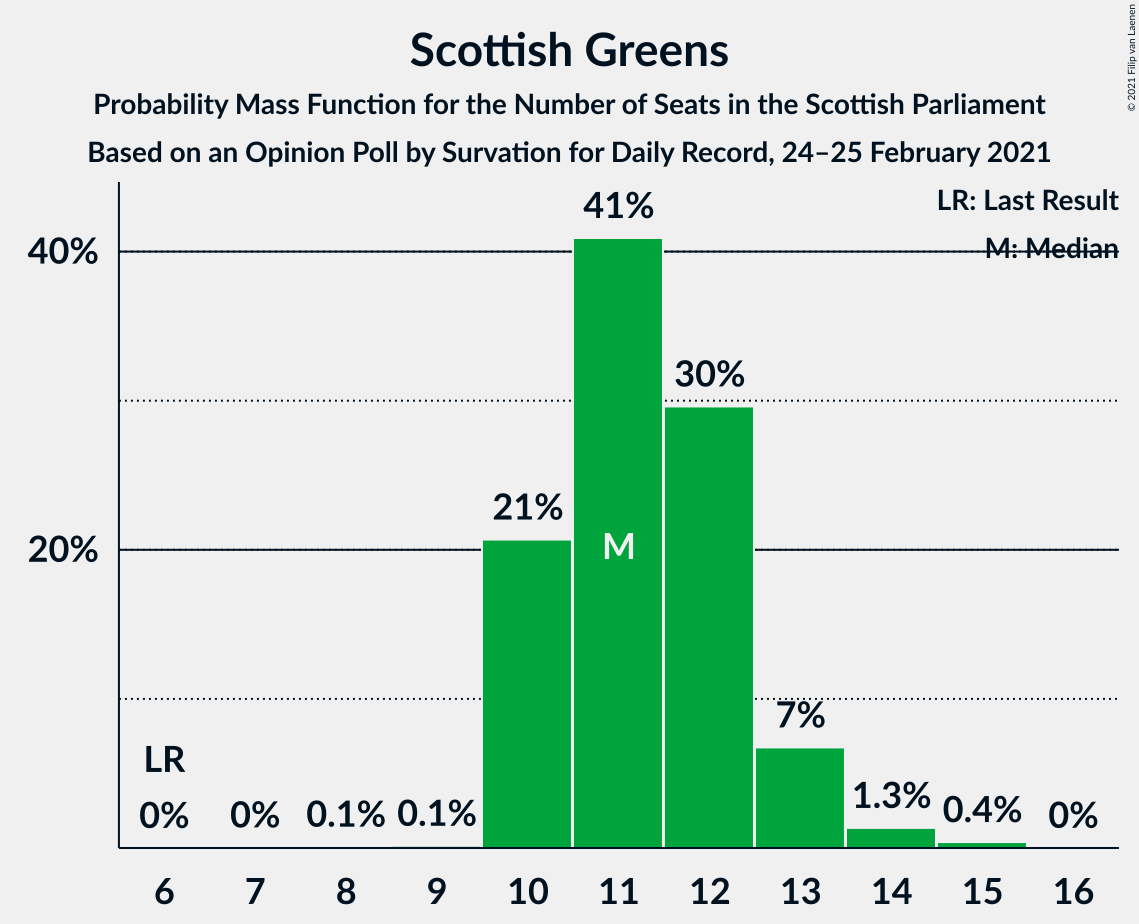 Scottish Greens
Probability Mass Function for the Number of Seats in the Scottish Parliament
Based on an Opinion Poll by Survation for Daily Record, 24–25 February 2021
© 2021 Filip van Laenen
LR: Last Result
M: Median
40%
20%
LR
0%
0%
0.1%
0.1%
21%
41%
M
30%
7%
1.3%
0.4%
0%
6 7 8 9 10 11 12 13 14 15 16